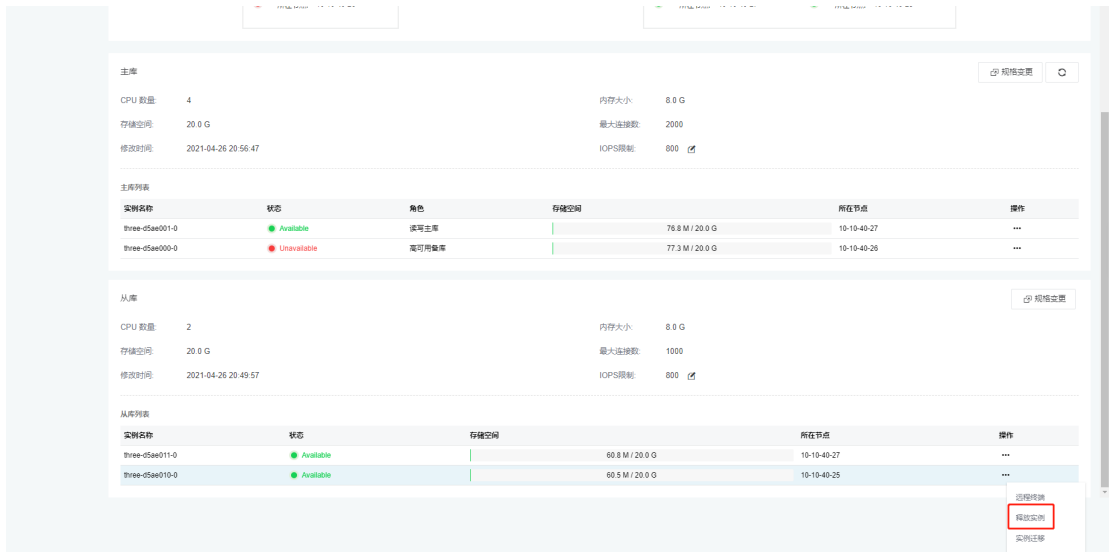 主库
规格变更
CPU 数量: 4 内存大小: 8.0 G
存储空间: 20.0 G 最大连接数: 2000
修改时间: 2021-04-26 20:56:47 IOPS限制: 800
主库列表
实例名称 状态 角色 存储空间 所在节点 操作
three-d5ae001-0 Available 读写主库 76.8 M / 20.0 G 10-10-40-27 •••
three-d5ae000-0 Unavailable 高可用备库 77.3 M / 20.0 G 10-10-40-26 •••
从库
规格变更
CPU 数量: 2 内存大小: 8.0 G
存储空间: 20.0 G 最大连接数: 1000
修改时间: 2021-04-26 20:49:57 IOPS限制: 800
从库列表
实例名称 状态 存储空间 所在节点 操作
three-d5ae011-0 Available 60.8 M / 20.0 G 10-10-40-27 •••
three-d5ae010-0 Available 60.5 M / 20.0 G 10-10-40-25 •••
远程终端
释放实例
实例迁移